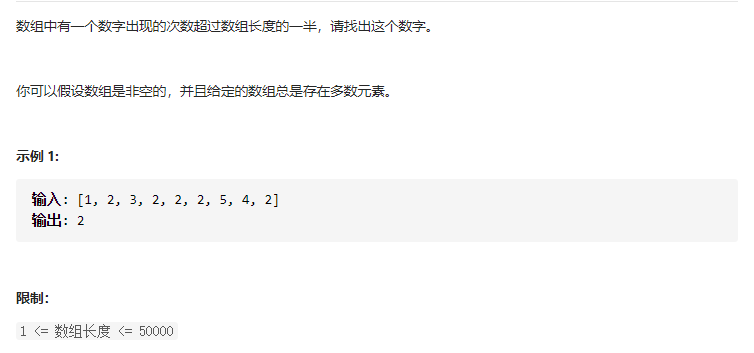 数组中有一个数字出现的次数超过数组长度的一半，请找出这个数字。
你可以假设数组是非空的，并且给定的数组总是存在多数元素。
示例 1:
输入: [1, 2, 3, 2, 2, 2, 5, 4, 2]
输出: 2
限制：
1 <= 数组长度 <= 50000